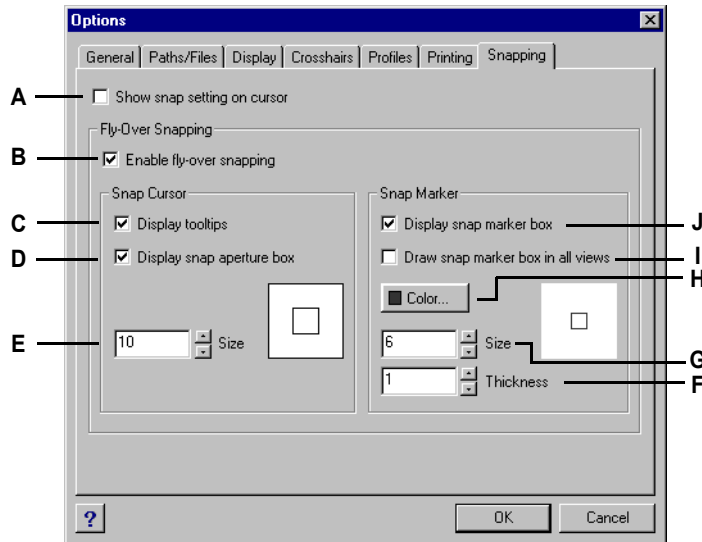 Options
General Paths/Files Display Crosshairs Profiles Printing Snapping
A Show snap setting on cursor
Fly-Over Snapping
B Enable fly-over snapping
Snap Cursor
C Display tooltips
D Display snap aperture box
E 10 Size
Snap Marker
Display snap marker box J
Draw snap marker box in all views I
Color... H
6 Size G
1 Thickness F
? OK Cancel